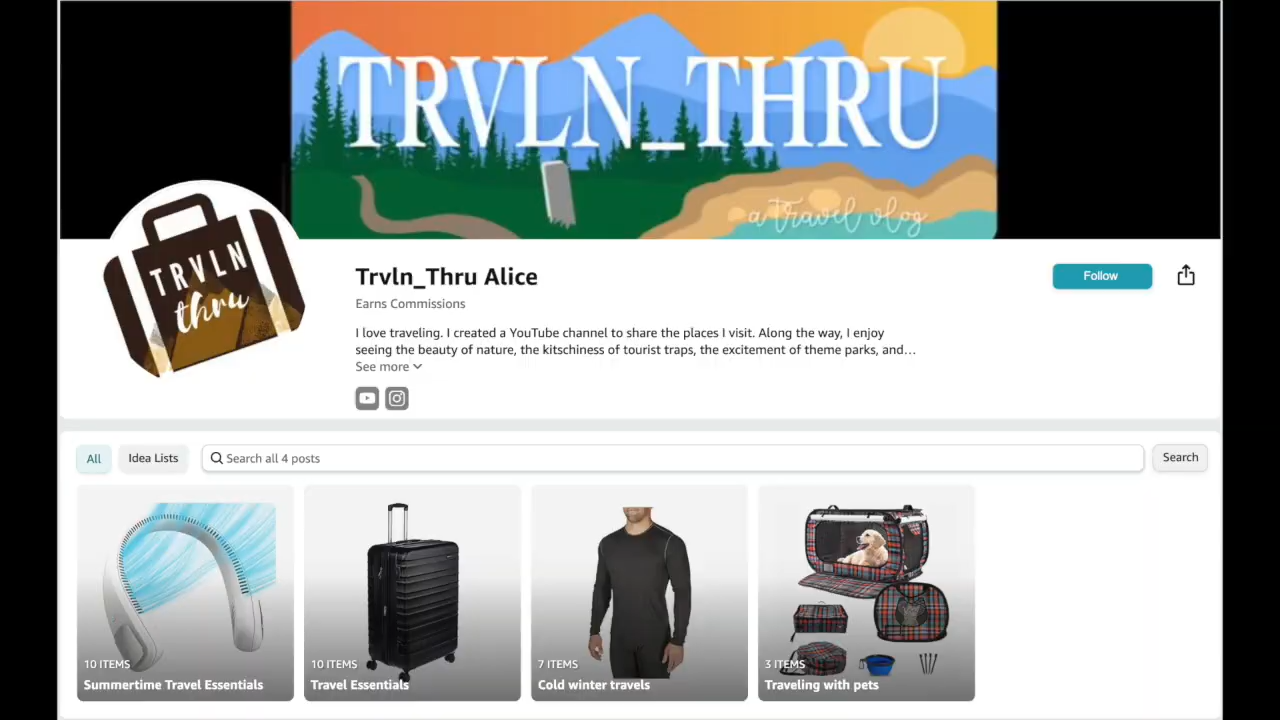 TRVLN_THRU
a travel vlog
TRVLN
thru
Trvln_Thru Alice
Earns Commissions
Follow
I love traveling. I created a YouTube channel to share the places I visit. Along the way, I enjoy
seeing the beauty of nature, the kitschiness of tourist traps, the excitement of theme parks, and…
See more
All
Idea Lists
Search all 4 posts
Search
10 ITEMS
Summertime Travel Essentials
10 ITEMS
Travel Essentials
7 ITEMS
Cold winter travels
3 ITEMS
Traveling with pets